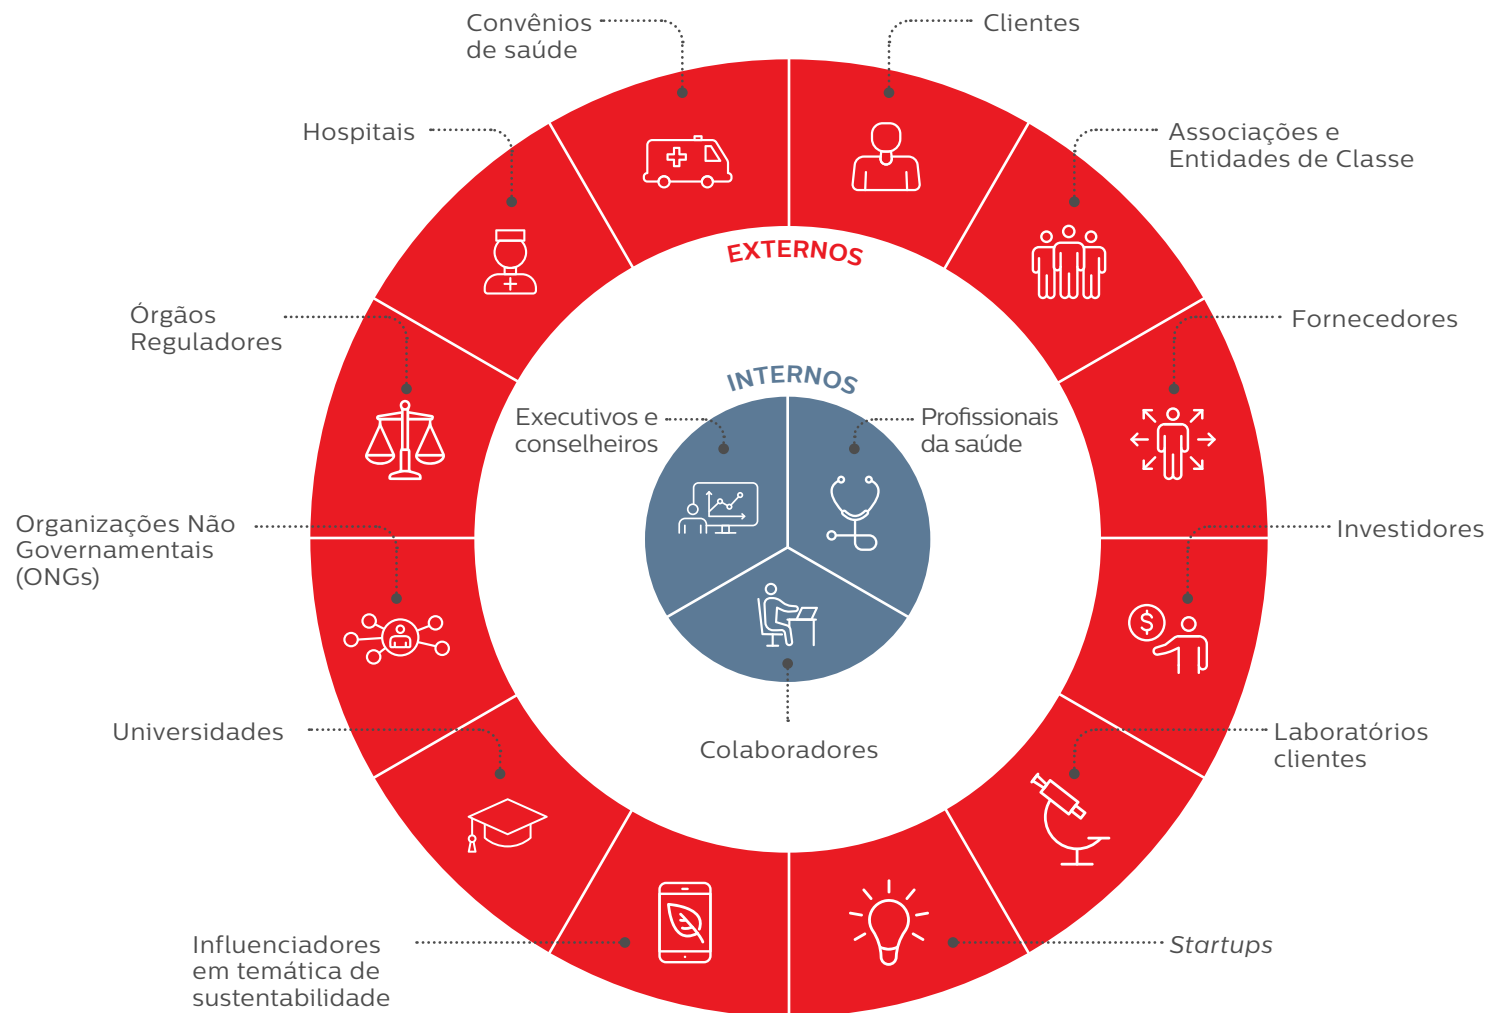 Convênios
de saúde
Clientes
Hospitais
Associações e
Entidades de Classe
EXTERNOS
Órgãos
Reguladores
Fornecedores
INTERNOS
Executivos e
conselheiros
Profissionais
da saúde
Organizações Não
Governamentais
(ONGs)
Investidores
$
Universidades
Laboratórios
clientes
Colaboradores
Influenciadores
em temática de
sustentabilidade
Startups